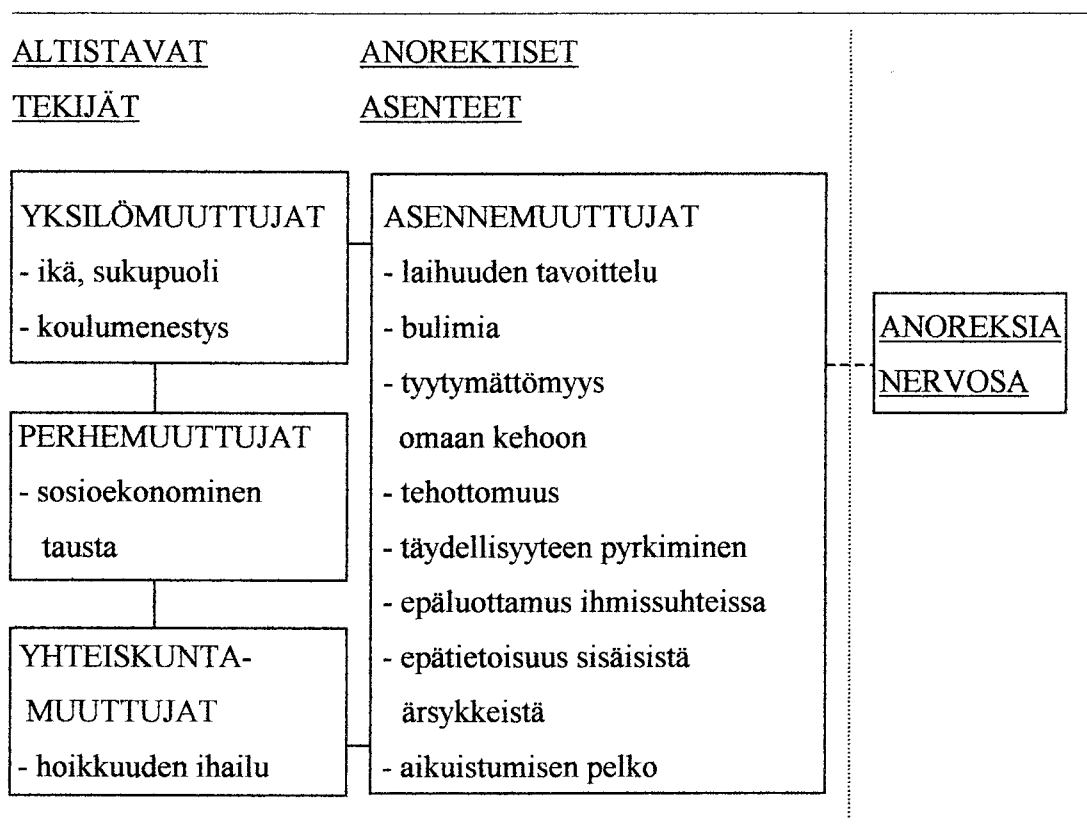 ALTISTAVAT
TEKIJÄT
ANOREKTISET
ASENTEET
YKSILÖMUUTTUJAT
- ikä, sukupuoli
- koulumenestys
PERHEMUUTTUJAT
- sosioekonominen
tausta
YHTEISKUNTA-
MUUTTUJAT
- hoikkuuden ihailu
ASENNEMUUTTUJAT
- laihuuden tavoittelu
- bulimia
- tyytymättömyys
omaan kehoon
- tehottomuus
- täydellisyyteen pyrkiminen
- epäluottamus ihmissuhteissa
- epätietoisuus sisäisistä
ärsykkeistä
- aikuistumisen pelko
ANOREKSIA
NERVOSA